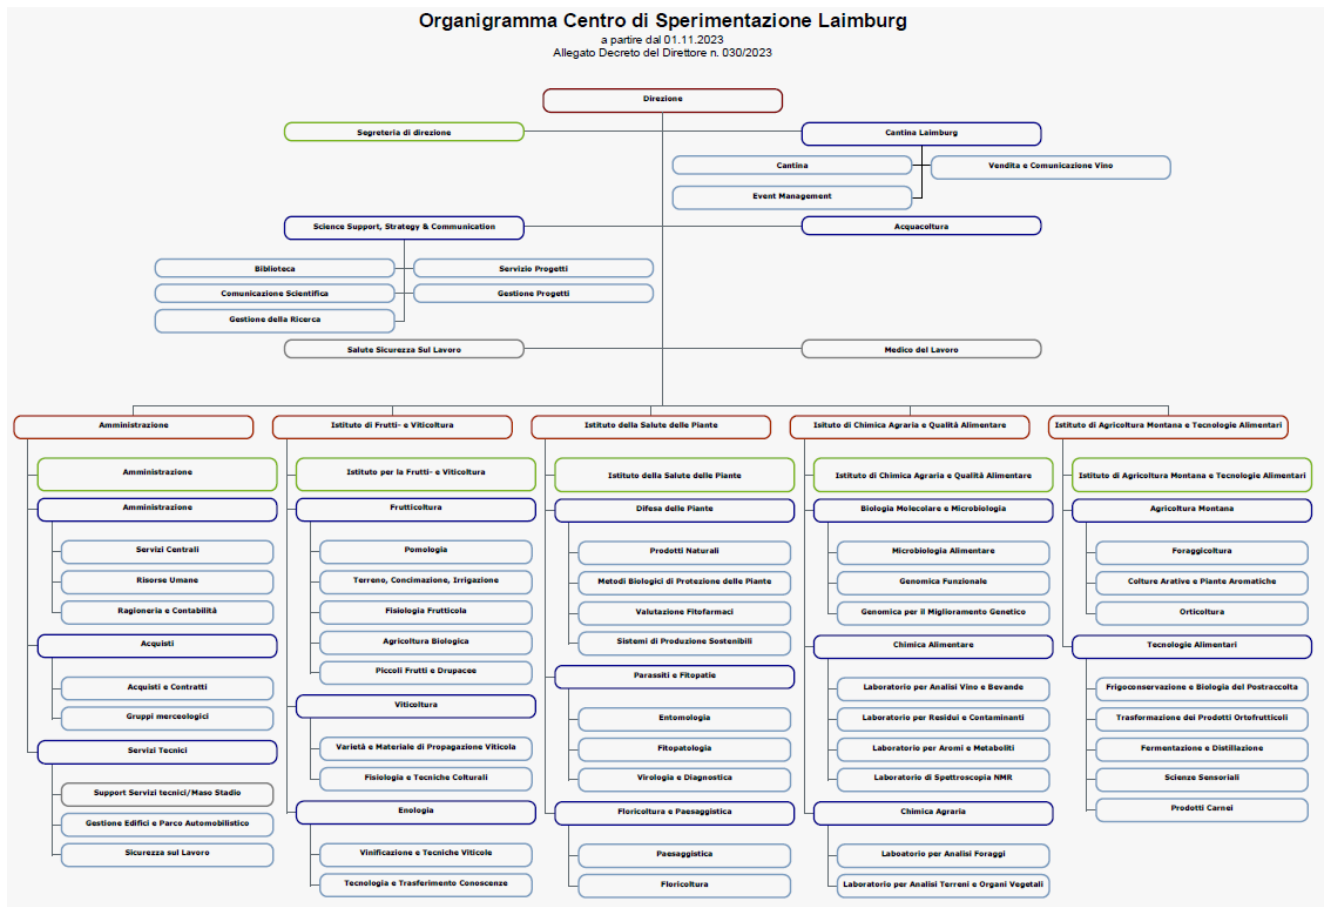 Organigramma Centro di Sperimentazione Laimburg
a partire dal 01.11.2023
Allegato Decreto del Direttore n. 030/2023
Direzione
Segreteria di direzione
Cantina Laimburg
Cantina
Vendita e Comunicazione Vino
Event Management
Science Support, Strategy & Communication
Acquacoltura
Biblioteca
Servizio Progetti
Comunicazione Scientifica
Gestione Progetti
Gestione della Ricerca
Salute Sicurezza Sul Lavoro
Medico del Lavoro
Amministrazione
Amministrazione
Amministrazione
Servizi Centrali
Risorse Umane
Ragioneria e Contabilità
Acquisti
Acquisti e Contratti
Gruppi merceologici
Servizi Tecnici
Support Servizi tecnici/Maso Stadio
Gestione Edifici e Parco Automobilistico
Sicurezza sul Lavoro
Istituto di Frutti- e Viticoltura
Istituto per la Frutti- e Viticoltura
Frutticoltura
Pomologia
Terreno, Concimazione, Irrigazione
Fisiologia Frutticola
Agricoltura Biologica
Piccoli Frutti e Drupacee
Viticoltura
Varietà e Materiale di Propagazione Viticola
Fisiologia e Tecniche Colturali
Enologia
Vinificazione e Tecniche Viticole
Tecnologia e Trasferimento Conoscenze
Istituto della Salute delle Piante
Istituto della Salute delle Piante
Difesa delle Piante
Prodotti Naturali
Metodi Biologici di Protezione delle Piante
Valutazione Fitofarmaci
Sistemi di Produzione Sostenibili
Parassiti e Fitopatie
Entomologia
Fitopatologia
Virologia e Diagnostica
Floricoltura e Paesaggistica
Paesaggistica
Floricoltura
Isituto di Chimica Agraria e Qualità Alimentare
Istituto di Chimica Agraria e Qualità Alimentare
Biologia Molecolare e Microbiologia
Microbiologia Alimentare
Genomica Funzionale
Genomica per il Miglioramento Genetico
Chimica Alimentare
Laboratorio per Analisi Vino e Bevande
Laboratorio per Residui e Contaminanti
Laboratorio per Aromi e Metaboliti
Laboratorio di Spettroscopia NMR
Chimica Agraria
Laboatorio per Analisi Foraggi
Laboratorio per Analisi Terreni e Organi Vegetali
Istituto di Agricoltura Montana e Tecnologie Alimentari
Istituto di Agricoltura Montana e Tecnologie Alimentari
Agricoltura Montana
Foraggicoltura
Colture Arative e Piante Aromatiche
Orticoltura
Tecnologie Alimentari
Frigoconservazione e Biologia del Postraccolta
Trasformazione dei Prodotti Ortofrutticoli
Fermentazione e Distillazione
Scienze Sensoriali
Prodotti Carnei